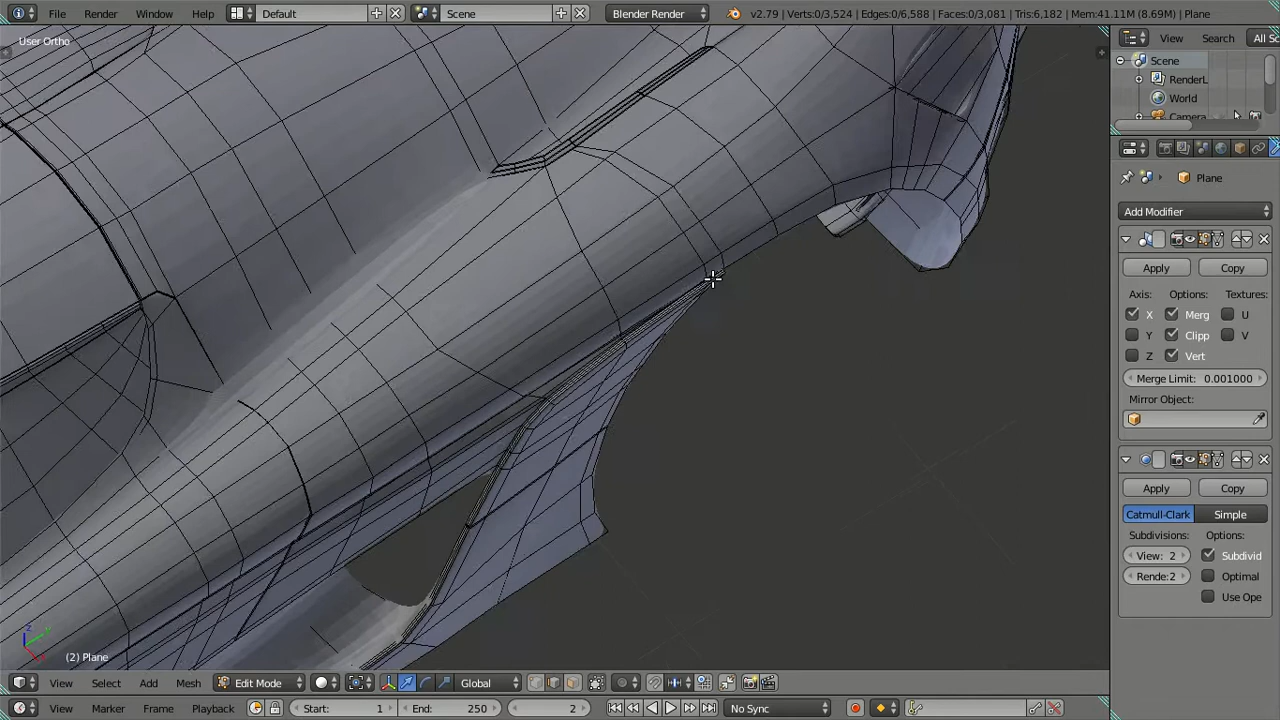 File Render Window Help Default Scene Blender Render v2.79 | Verts:0/3,524 | Edges:0/6,588 | Faces:0/3,081 | Tris:6,182 | Mem:41.11M (8.69M) | Plane
User Ortho
View Search All S
Scene
RenderL
World
Camera
Plane
Add Modifier
Apply Copy
Axis: Options: Textures:
X Merg U
Y Clipp V
Z Vert
Merge Limit: 0.001000
Mirror Object:
Apply Copy
Catmull-Clark Simple
Subdivisions: Options:
View: 2 Subdivid
Rende:2 Optimal
Use Ope
(2) Plane
View Select Add Mesh Edit Mode Global
View Marker Frame Playback Start: 1 End: 250 2 No Sync